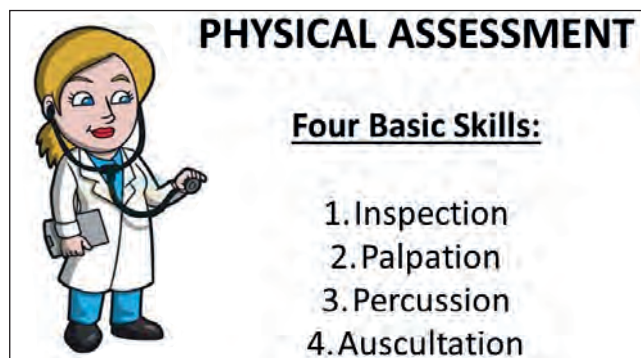 PHYSICAL ASSESSMENT
Four Basic Skills:
1.Inspection
2.Palpation
3.Percussion
4.Auscultation